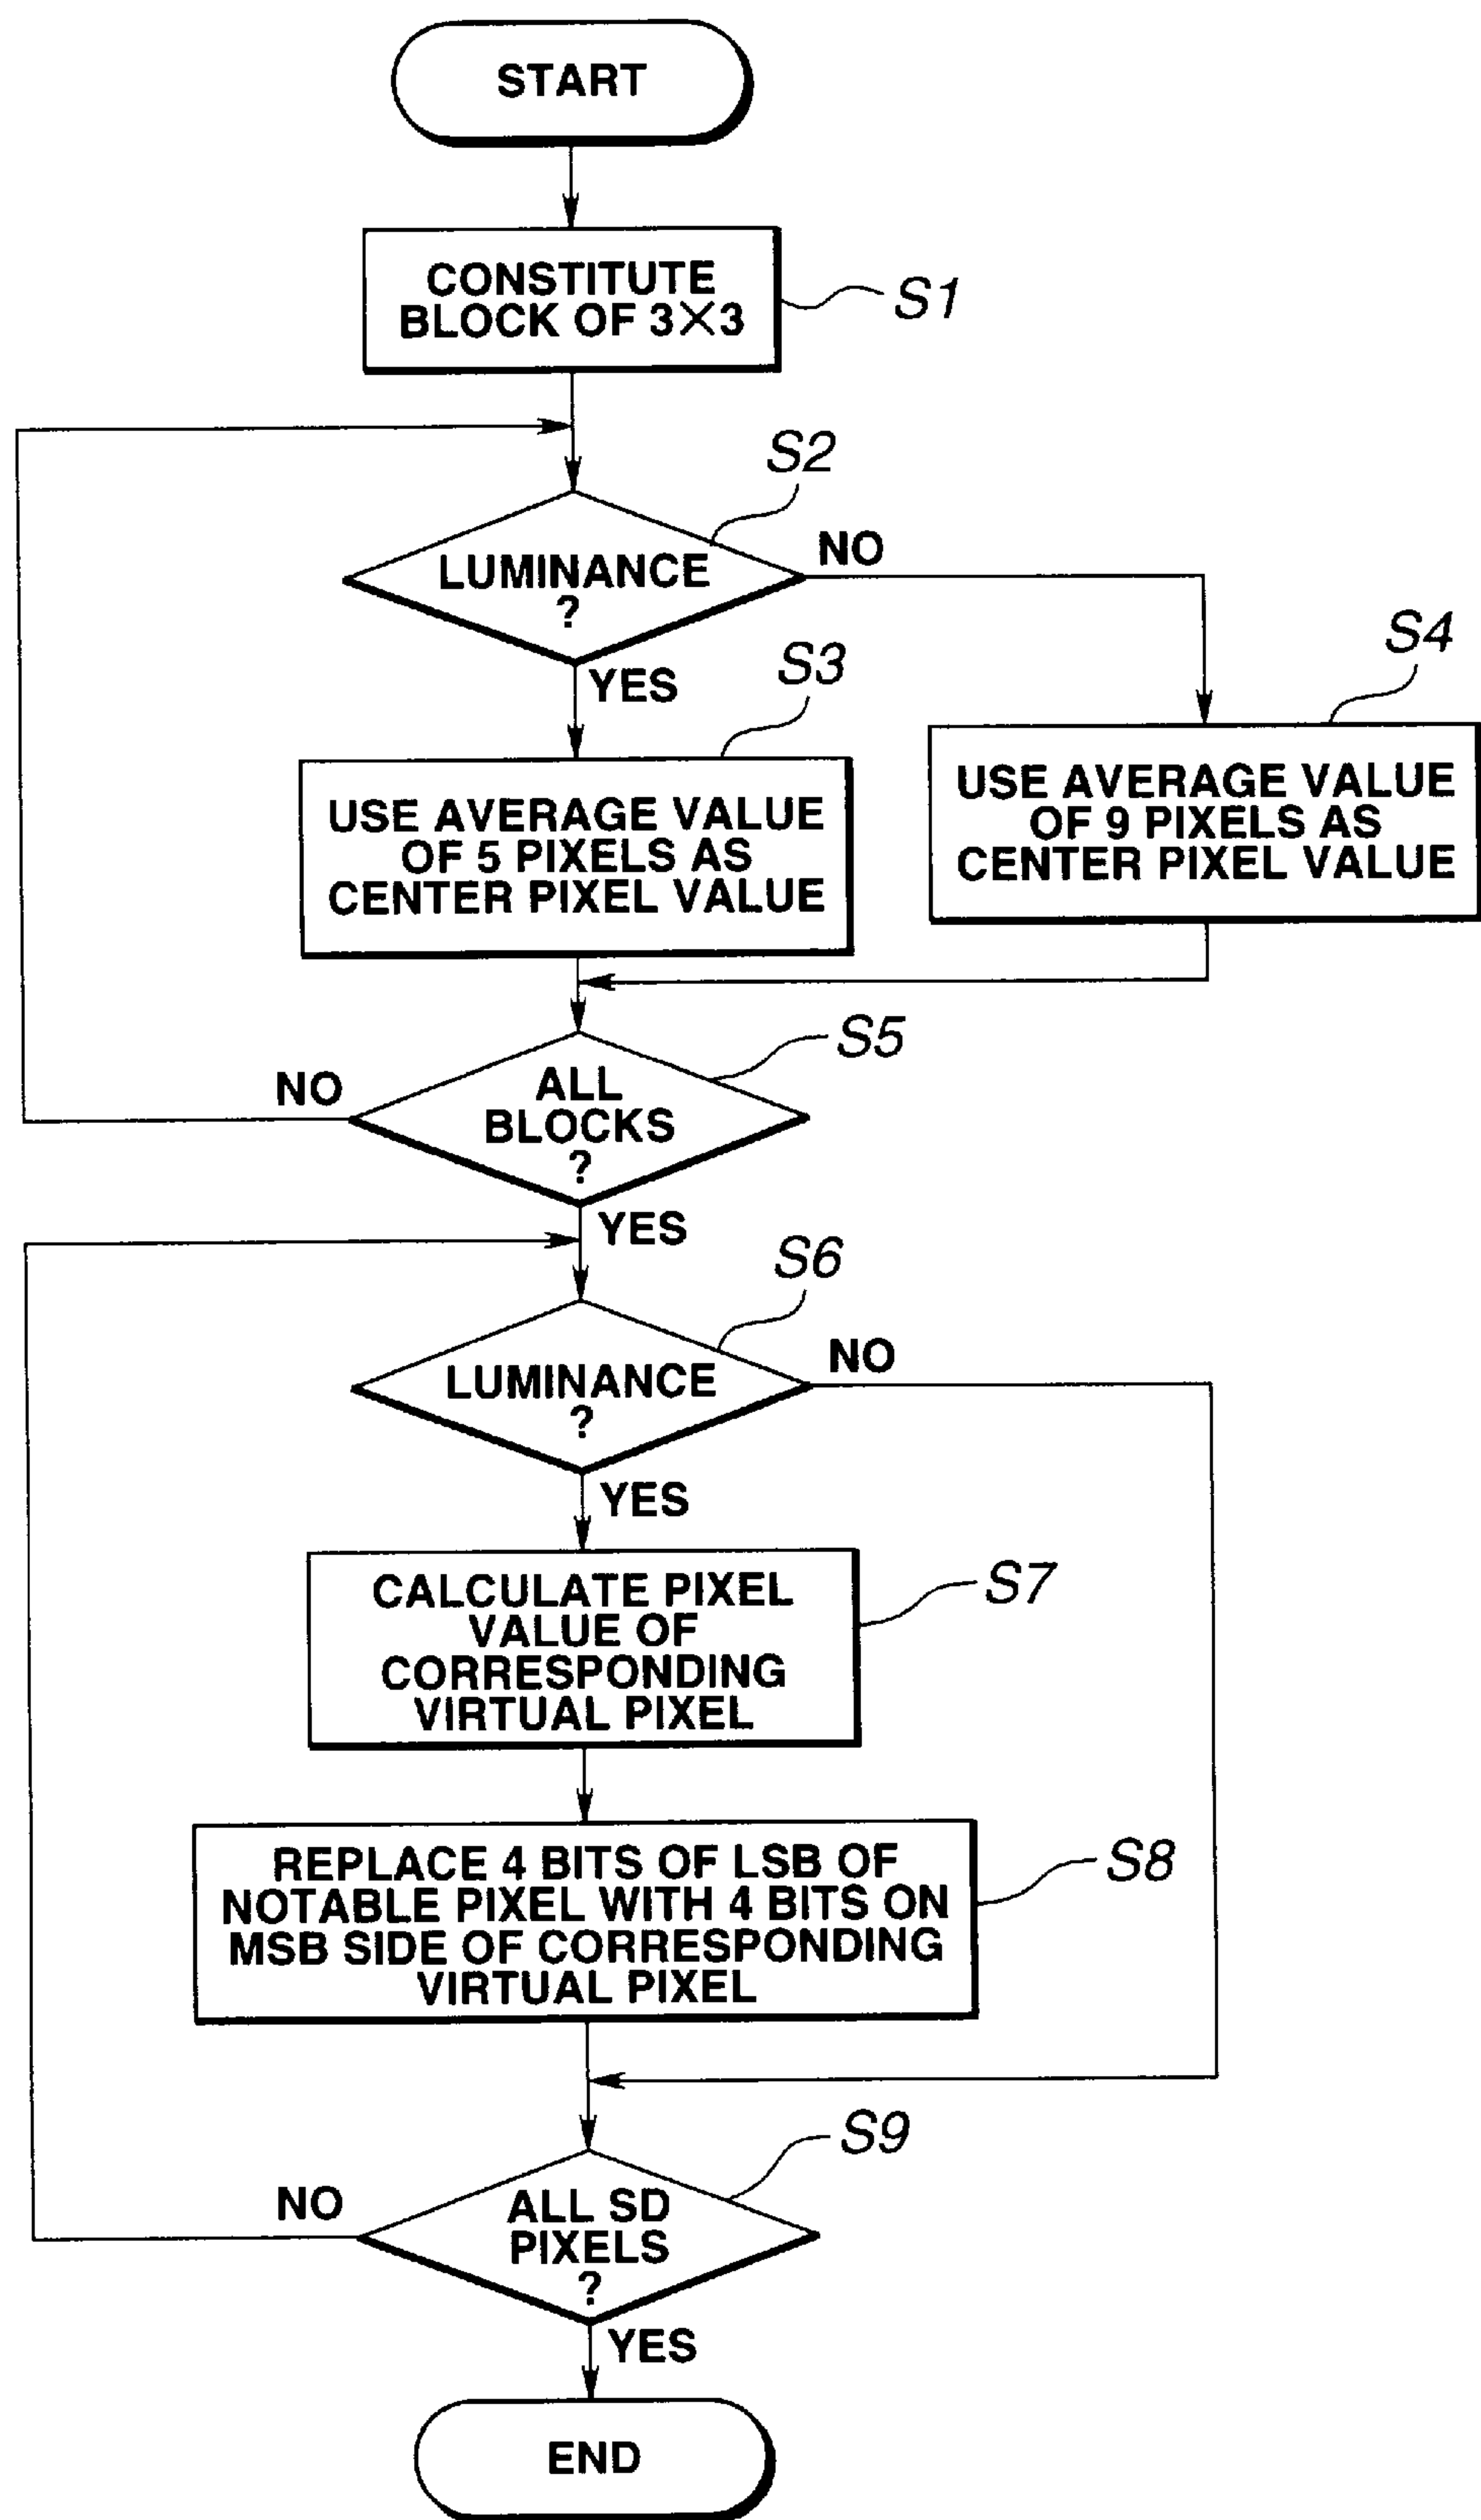 START
CONSTITUTE
BLOCK OF 3×3
S1
S2
LUMINANCE
?
NO
YES
S3
S4
USE AVERAGE VALUE
OF 5 PIXELS AS
CENTER PIXEL VALUE
USE AVERAGE VALUE
OF 9 PIXELS AS
CENTER PIXEL VALUE
S5
NO
ALL
BLOCKS
?
YES
S6
LUMINANCE
?
NO
YES
CALCULATE PIXEL
VALUE OF
CORRESPONDING
VIRTUAL PIXEL
S7
REPLACE 4 BITS OF LSB OF
NOTABLE PIXEL WITH 4 BITS ON
MSB SIDE OF CORRESPONDING
VIRTUAL PIXEL
S8
S9
NO
ALL SD
PIXELS
?
YES
END